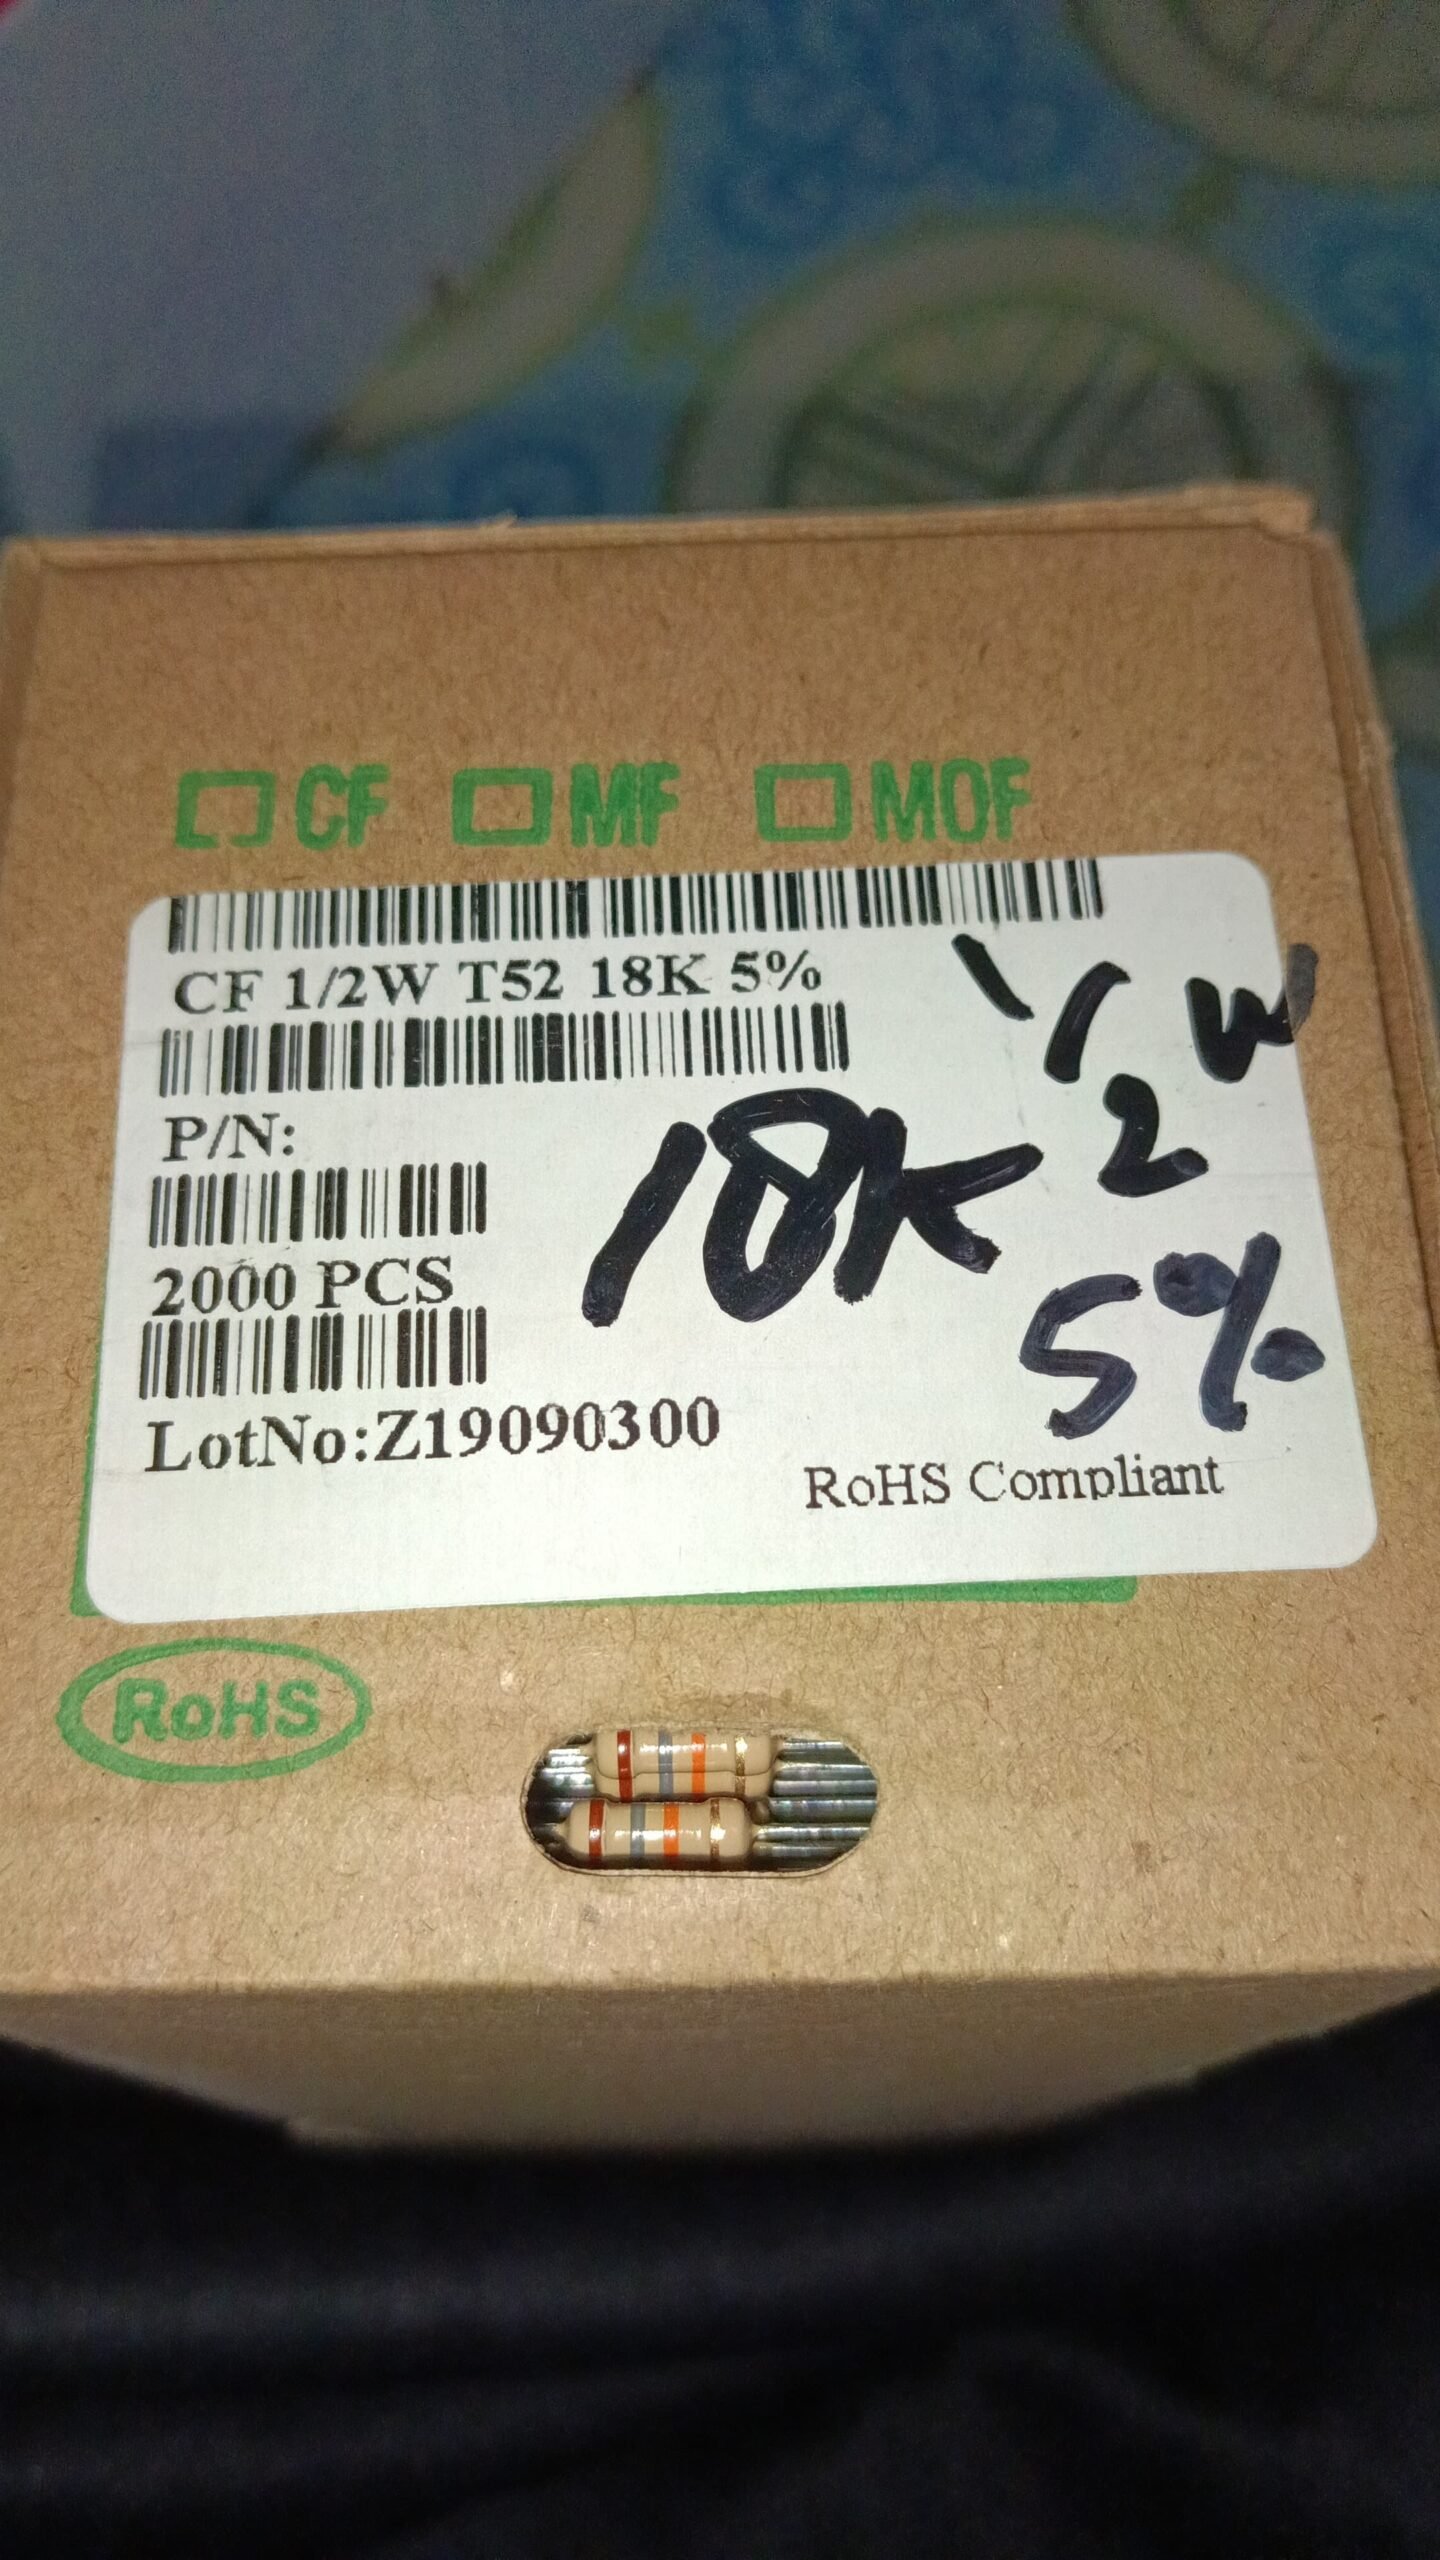 CF MF MOF
CF 1/2W T52 18K 5%
1/2 W
P/N:
18K
2000 PCS
5%
LotNo:Z19090300
RoHS Compliant
RoHS